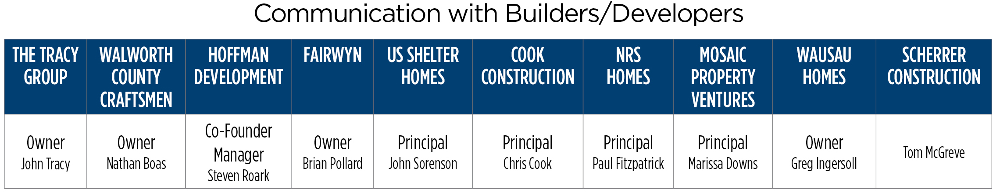 Communication with Builders/Developers
THE TRACY
GROUP
WALWORTH
COUNTY
CRAFTSMEN
HOFFMAN
DEVELOPMENT
FAIRWYN
US SHELTER
HOMES
COOK
CONSTRUCTION
NRS
HOMES
MOSAIC
PROPERTY
VENTURES
WAUSAU
HOMES
SCHERRER
CONSTRUCTION
Owner
John Tracy
Owner
Nathan Boas
Co-Founder
Manager
Steven Roark
Owner
Brian Pollard
Principal
John Sorenson
Principal
Chris Cook
Principal
Paul Fitzpatrick
Principal
Marissa Downs
Owner
Greg Ingersoll
Tom McGreve